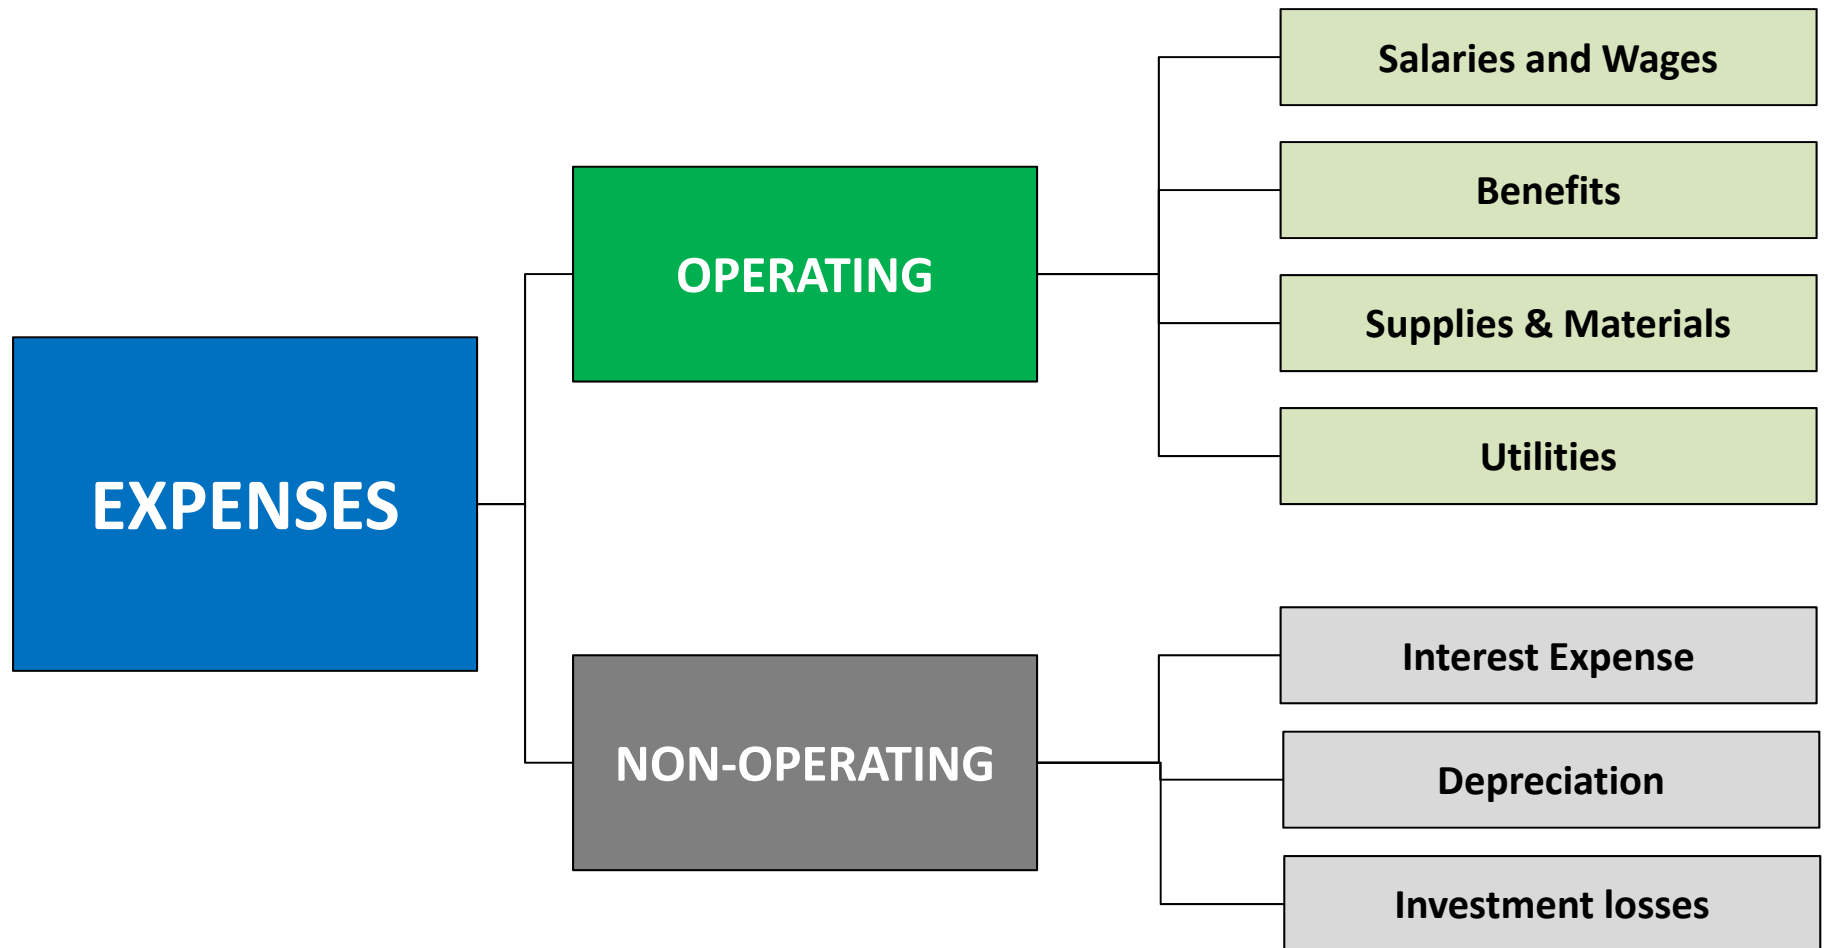 EXPENSES
OPERATING
Salaries and Wages
Benefits
Supplies & Materials
Utilities
NON-OPERATING
Interest Expense
Depreciation
Investment losses